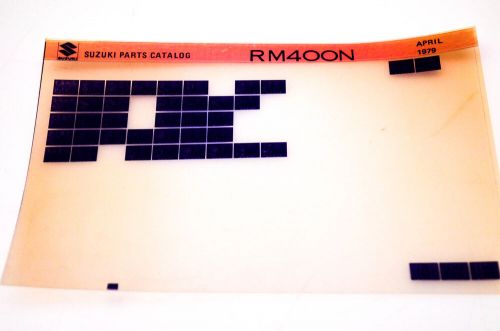 SUZUKI
SUZUKI PARTS CATALOG
RM400N
APRIL
1979